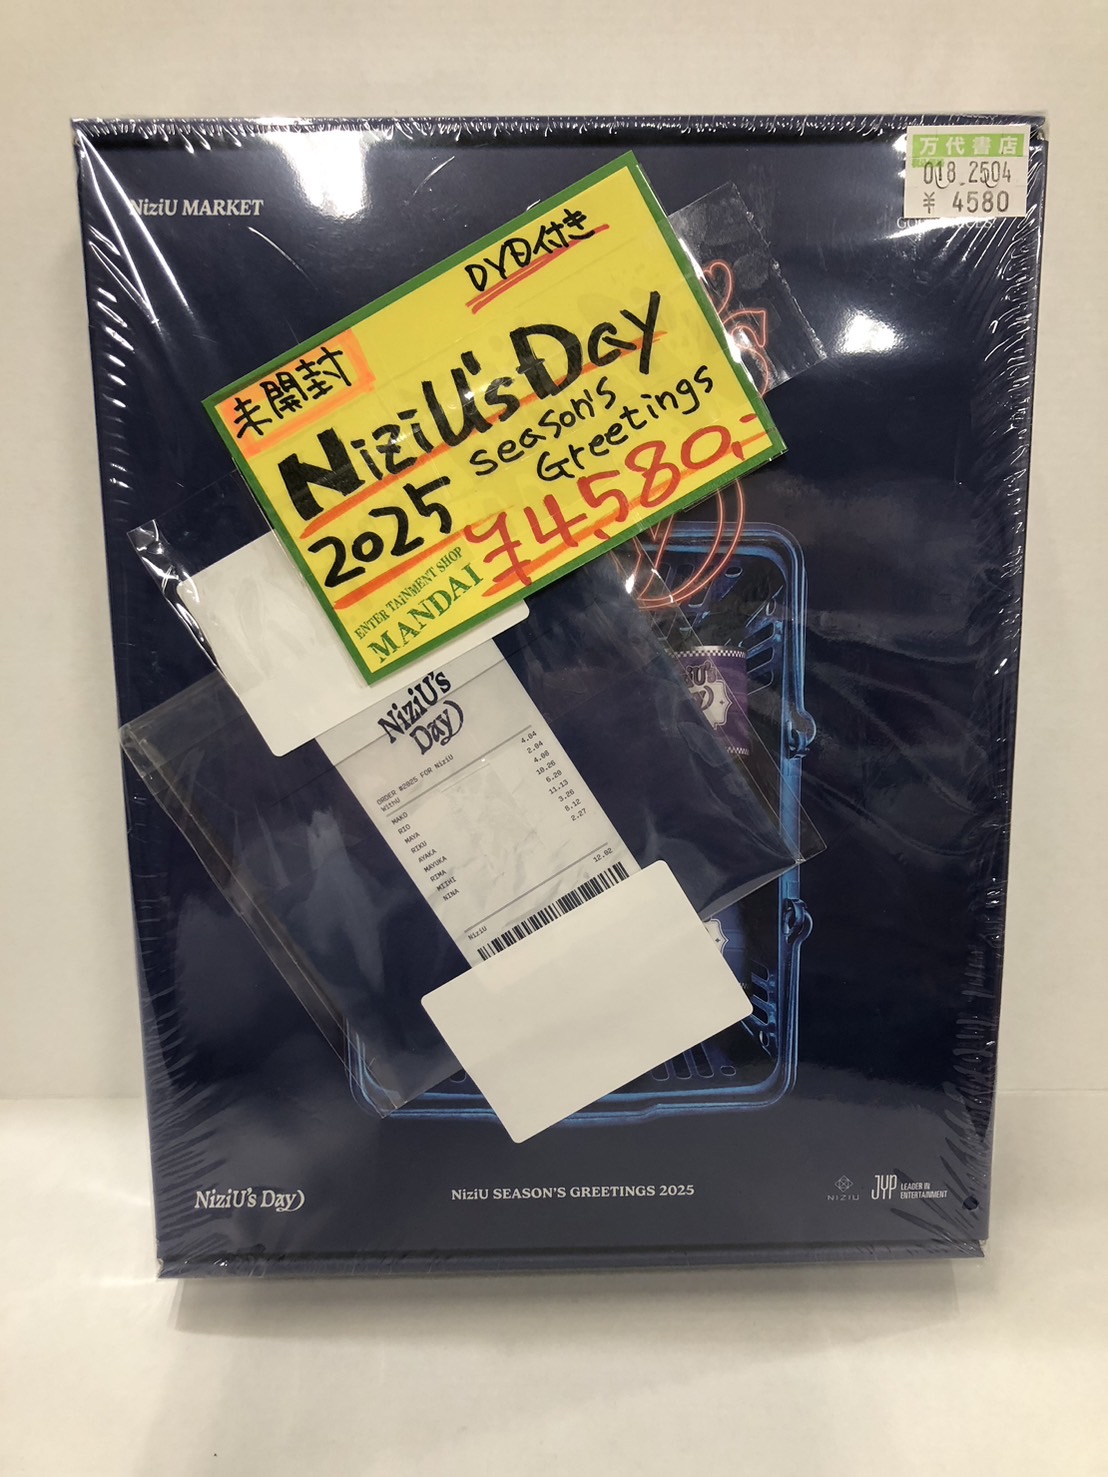 NiziU MARKET
万代書店
018 2504
¥ 4580
DVD付き
未開封
NiziU'sDay
2025 season's
Greetings
¥4,580,-
ENTER TAiNMENT SHOP
MANDAI
NiziU's
Day
ORDER #2025 FOR NiziU
WithU 4.04
MAKO 2.04
RIO 4.08
MAYA 10.26
RIKU 6.20
AYAKA 11.13
MAYUKA 3.26
RIMA 8.12
MIIHI 2.27
NINA
NiziU 12.02
NiziU's Day
NiziU SEASON'S GREETINGS 2025
NIZIU
JYP LEADER IN
ENTERTAINMENT